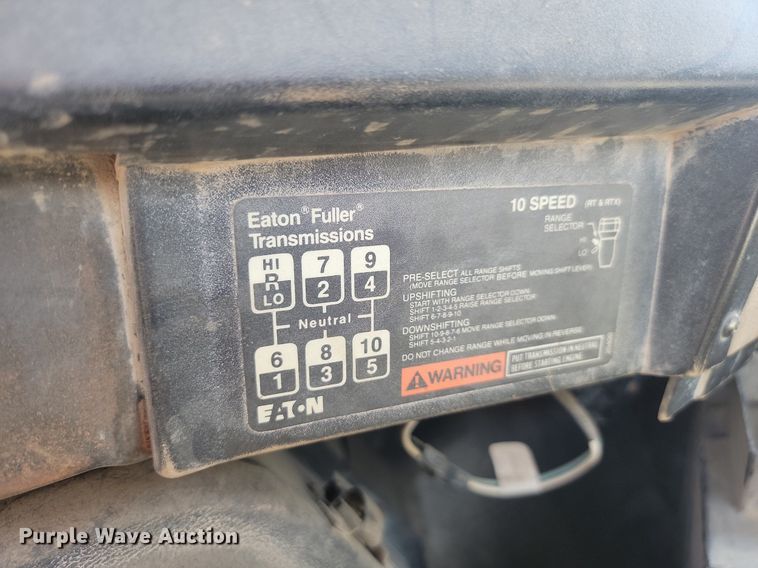 Eaton® Fuller®
Transmissions
10 SPEED (RT & RTX)
RANGE
SELECTOR
HI
LO
HI 7 9
R 2 4
LO
Neutral
6 8 10
1 3 5
EATON
PRE-SELECT ALL RANGE SHIFTS
(MOVE RANGE SELECTOR BEFORE MOVING SHIFT LEVER)
UPSHIFTING
START WITH RANGE SELECTOR DOWN
SHIFT 1-2-3-4-5 RAISE RANGE SELECTOR
SHIFT 6-7-8-9-10
DOWNSHIFTING
SHIFT 10-9-8-7-6 MOVE RANGE SELECTOR DOWN
SHIFT 5-4-3-2-1
DO NOT CHANGE RANGE WHILE MOVING IN REVERSE
WARNING
PUT TRANSMISSION IN NEUTRAL
BEFORE STARTING ENGINE
Purple Wave Auction